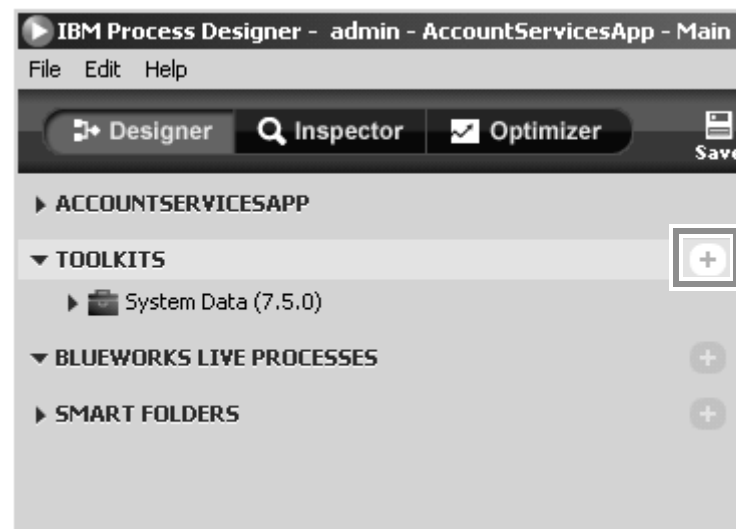 IBM Process Designer - admin - AccountServicesApp - Main
File Edit Help
Designer Inspector Optimizer
Save
ACCOUNTSERVICESAPP
TOOLKITS
System Data (7.5.0)
BLUEWORKS LIVE PROCESSES
SMART FOLDERS